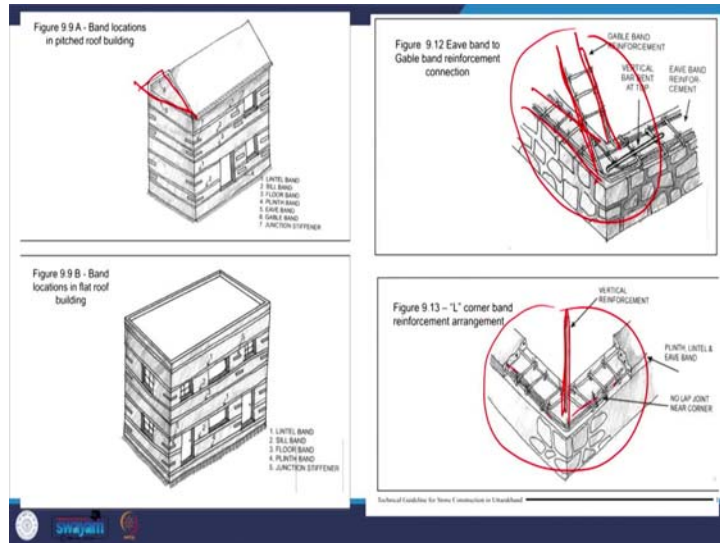 Figure 9.9 A - Band locations
in pitched roof building
1 LINTEL BAND
2 SILL BAND
3 FLOOR BAND
4 PLINTH BAND
5 EAVE BAND
6 GABLE BAND
7 JUNCTION STIFFENER
Figure 9.9 B - Band
locations in flat roof
building
1. LINTEL BAND
2. SILL BAND
3. FLOOR BAND
4. PLINTH BAND
5. JUNCTION STIFFENER
Figure 9.12 Eave band to
Gable band reinforcement
connection
GABLE BAND
REINFORCEMENT
VERTICAL
BAR BENT
AT TOP
EAVE BAND
REINFOR-
CEMENT
Figure 9.13 – "L" corner band
reinforcement arrangement
VERTICAL
REINFORCEMENT
PLINTH, LINTEL &
EAVE BAND
NO LAP JOINT
NEAR CORNER
Technical Guideline for Stone Construction in Uttarakhand
swayam